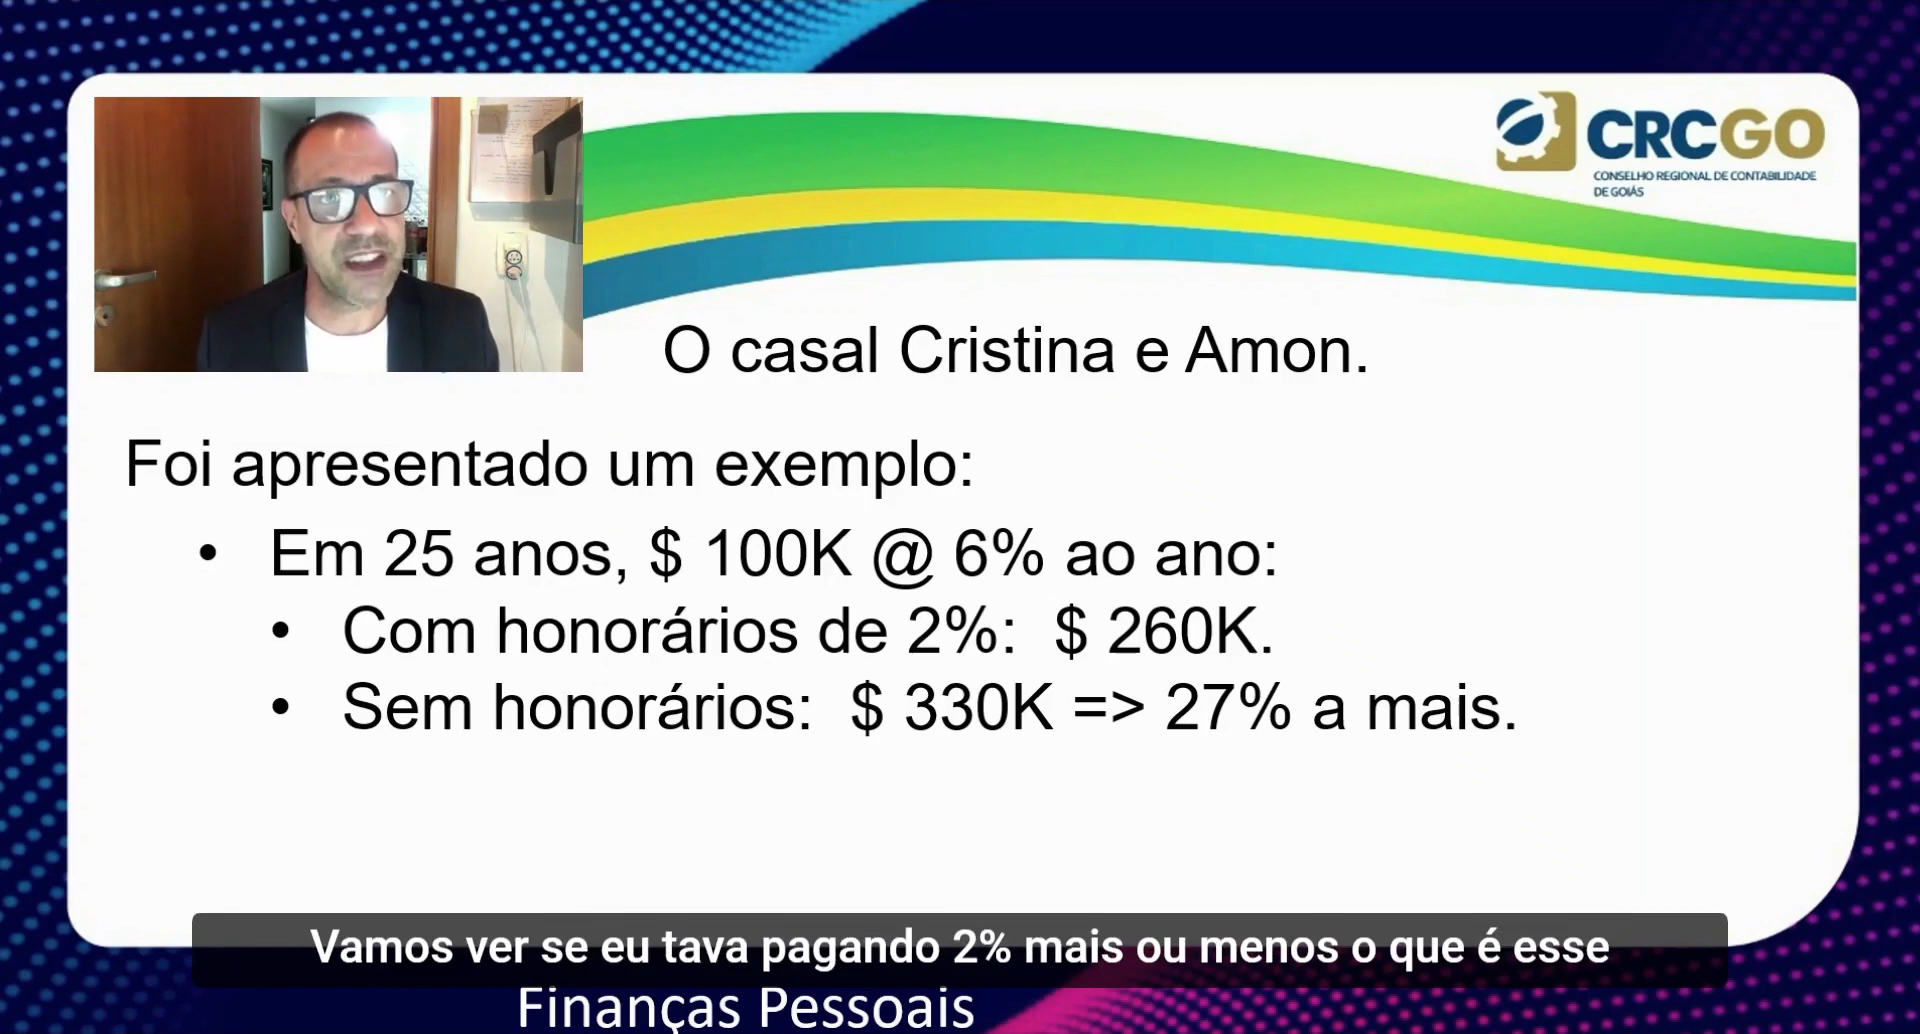 CRCGO
CONSELHO REGIONAL DE CONTABILIDADE
DE GOIÁS
O casal Cristina e Amon.
Foi apresentado um exemplo:
• Em 25 anos, $ 100K @ 6% ao ano:
• Com honorários de 2%: $ 260K.
• Sem honorários: $ 330K => 27% a mais.
Vamos ver se eu tava pagando 2% mais ou menos o que é esse
Finanças Pessoais